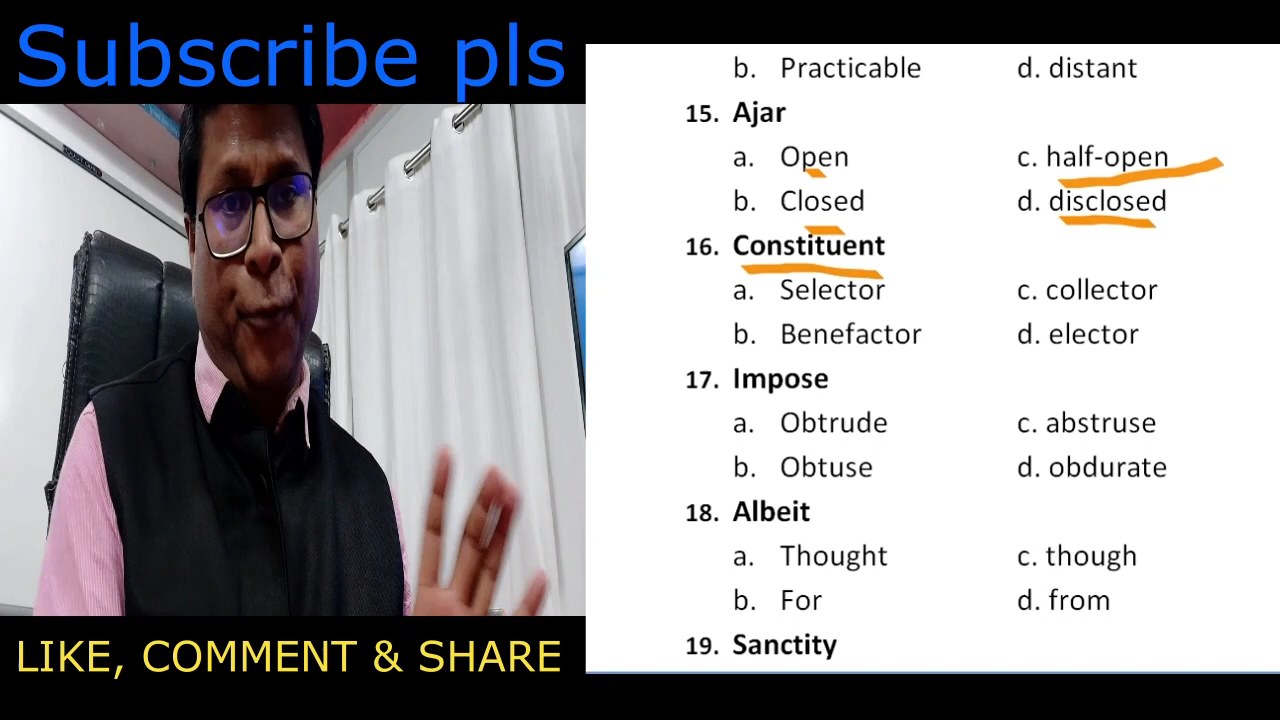 Subscribe pls
b. Practicable d. distant
15. Ajar
a. Open c. half-open
b. Closed d. disclosed
16. Constituent
a. Selector c. collector
b. Benefactor d. elector
17. Impose
a. Obtrude c. abstruse
b. Obtuse d. obdurate
18. Albeit
a. Thought c. though
b. For d. from
19. Sanctity
LIKE, COMMENT & SHARE